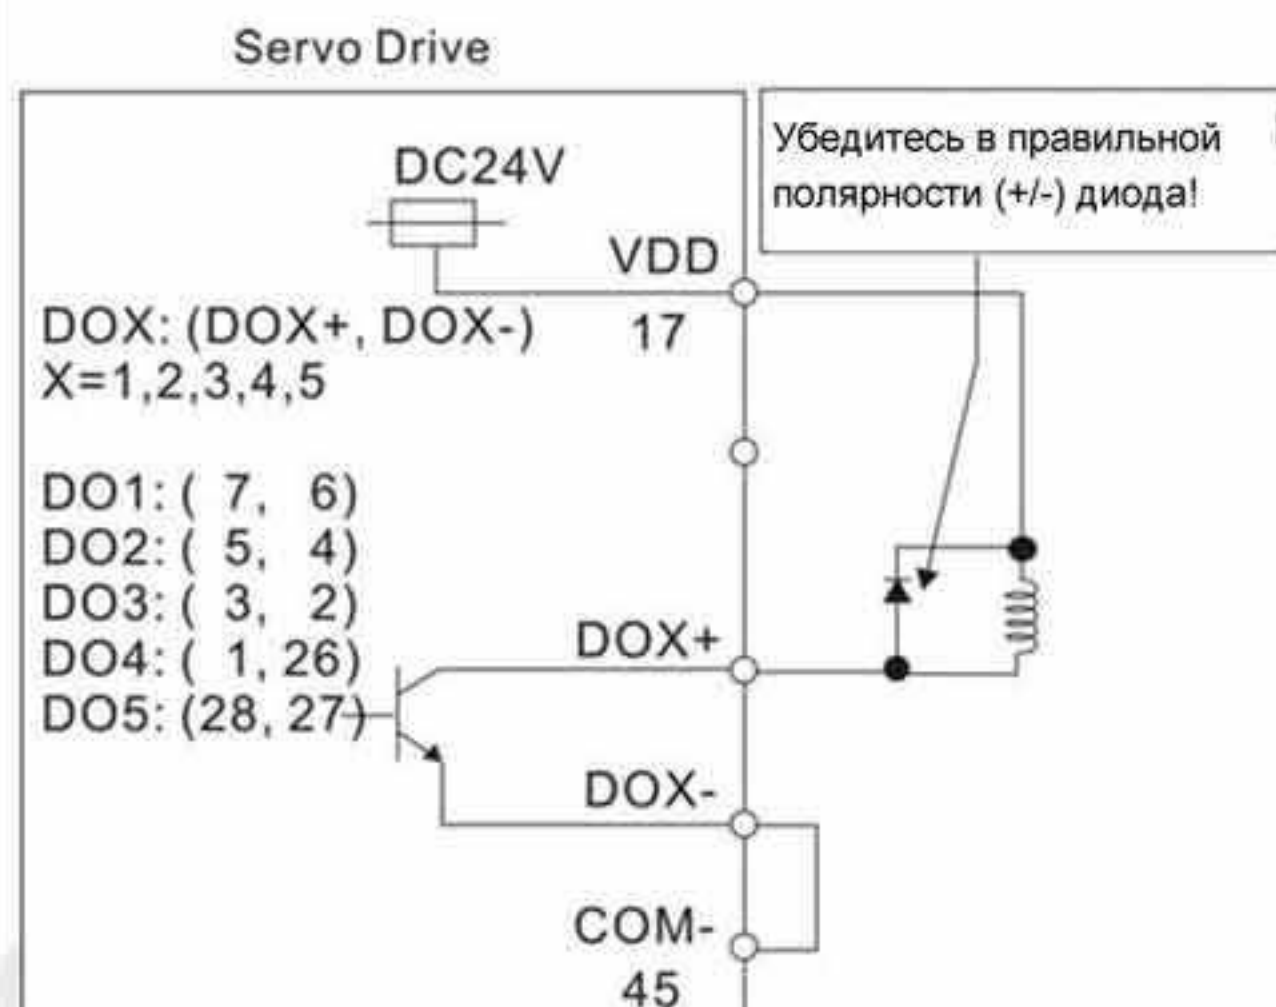 Servo Drive
DC24V
Убедитесь в правильной
полярности (+/-) диода!
VDD
17
DOX: (DOX+, DOX-)
X=1,2,3,4,5
DO1: ( 7, 6)
DO2: ( 5, 4)
DO3: ( 3, 2)
DO4: ( 1, 26)
DO5: (28, 27)
DOX+
DOX-
COM-
45